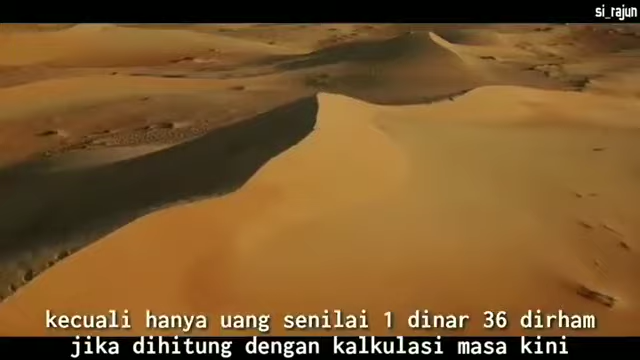 si_rajun
kecuali hanya uang senilai 1 dinar 36 dirham
jika dihitung dengan kalkulasi masa kini